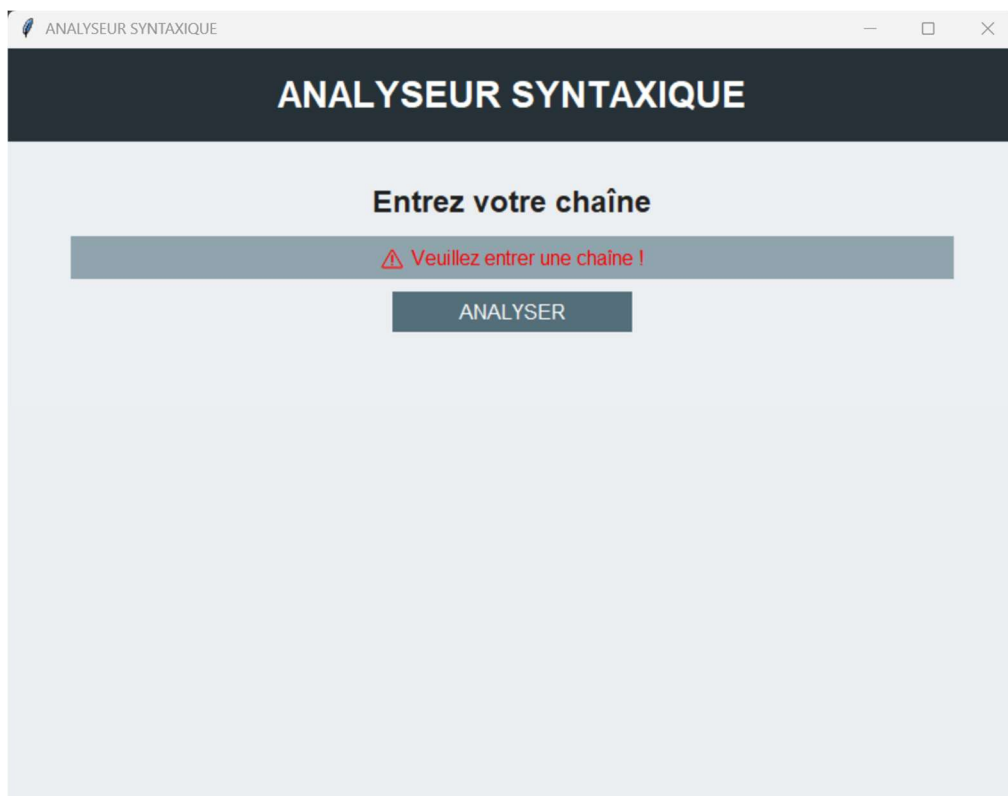 ANALYSEUR SYNTAXIQUE
ANALYSEUR SYNTAXIQUE
Entrez votre chaîne
⚠ Veuillez entrer une chaîne !
ANALYSER